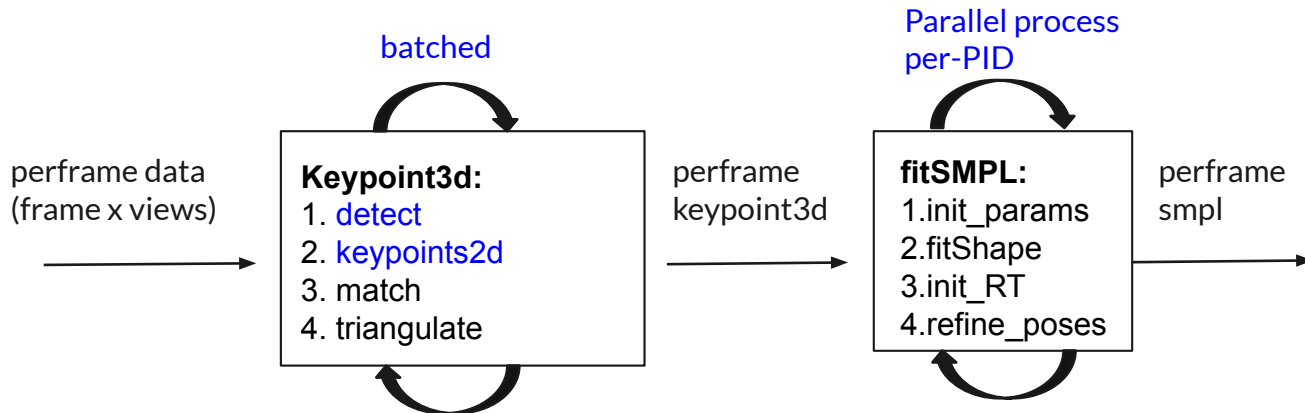 batched
Parallel process
per-PID
perframe data
(frame x views)
Keypoint3d:
1. detect
2. keypoints2d
3. match
4. triangulate
perframe
keypoint3d
fitSMPL:
1.init_params
2.fitShape
3.init_RT
4.refine_poses
perframe
smpl